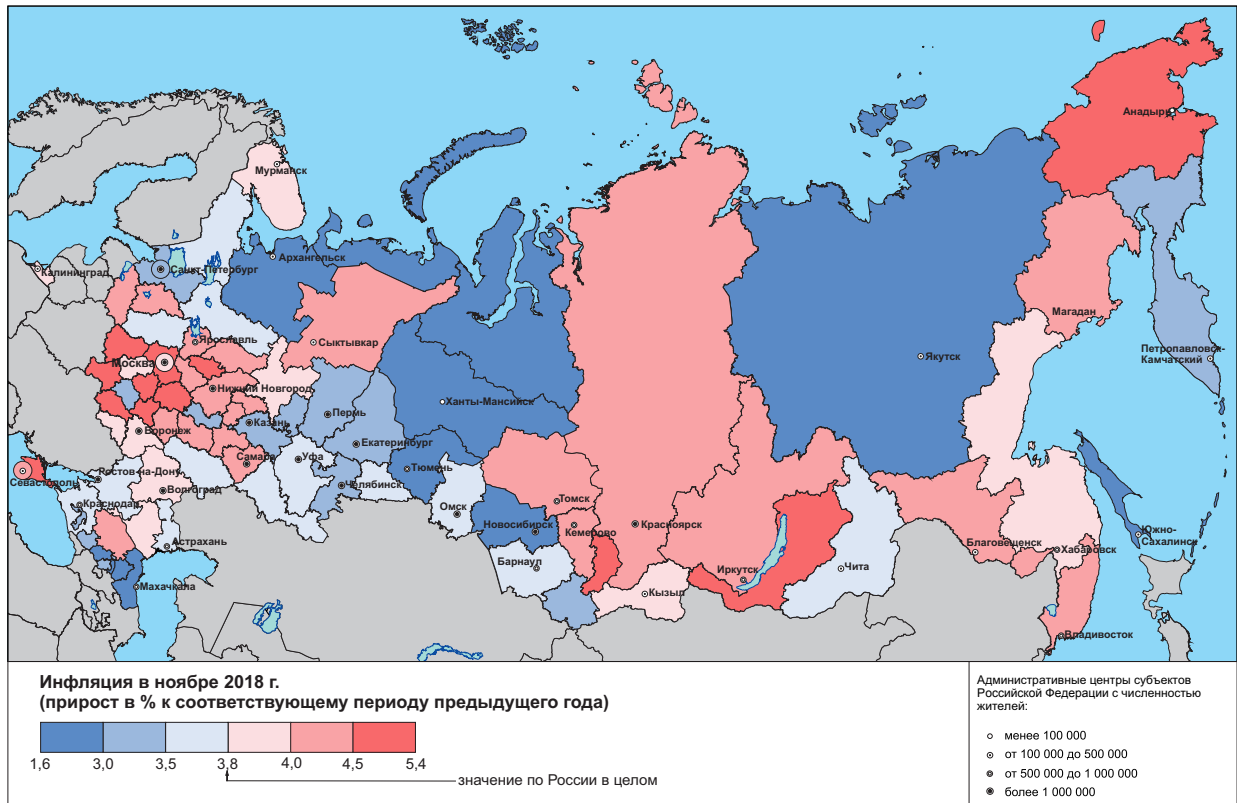 Анадырь
Мурманск
Архангельск
Калининград
Санкт-Петербург
Магадан
Ярославль
Сыктывкар
Якутск
Петропавловск-
Камчатский
Москва
Нижний Новгород
Ханты-Мансийск
Пермь
Казань
Воронеж
Екатеринбург
Самара
Уфа
Тюмень
Ростов-на-Дону
Севастополь
Челябинск
Волгоград
Томск
Краснодар
Омск
Новосибирск
Кемерово
Красноярск
Южно-
Сахалинск
Астрахань
Благовещенск
Хабаровск
Барнаул
Иркутск
Чита
Махачкала
Кызыл
Владивосток
Инфляция в ноябре 2018 г.
(прирост в % к соответствующему периоду предыдущего года)
1,6 3,0 3,5 3,8 4,0 4,5 5,4
значение по России в целом
Административные центры субъектов
Российской Федерации с численностью
жителей:
менее 100 000
от 100 000 до 500 000
от 500 000 до 1 000 000
более 1 000 000